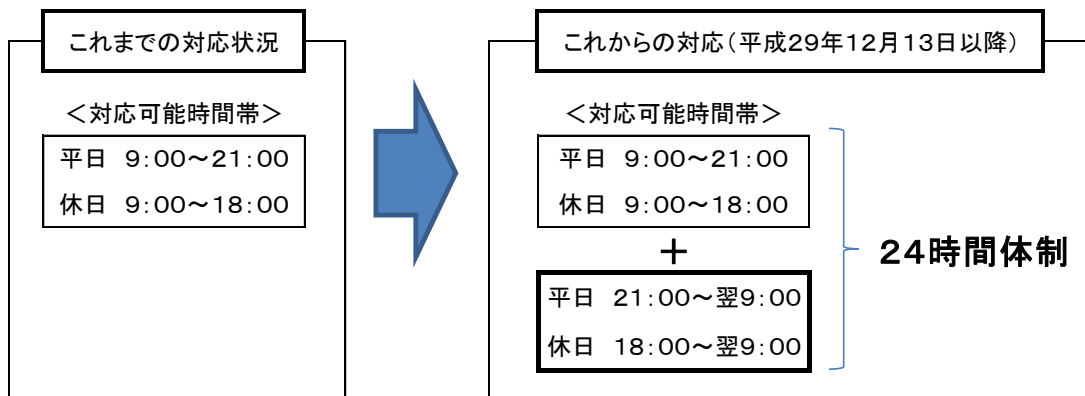 これまでの対応状況
＜対応可能時間帯＞
平日　９：００～２１：００
休日　９：００～１８：００
これからの対応（平成２９年１２月１３日以降）
＜対応可能時間帯＞
平日　９：００～２１：００
休日　９：００～１８：００
＋
平日　２１：００～翌９：００
休日　１８：００～翌９：００
２４時間体制